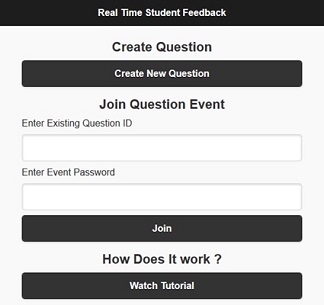 Real Time Student Feedback
Create Question
Create New Question
Join Question Event
Enter Existing Question ID
Enter Event Password
Join
How Does It work ?
Watch Tutorial